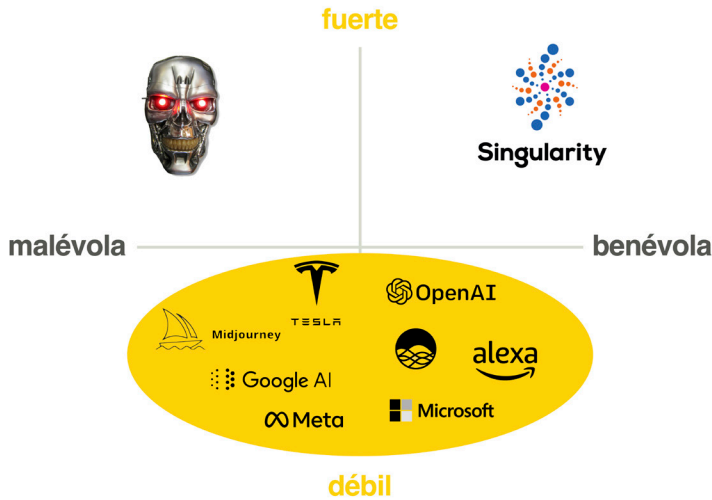 fuerte
Singularity
malévola
benévola
TESLA
OpenAI
Midjourney
alexa
Google AI
Meta
Microsoft
débil